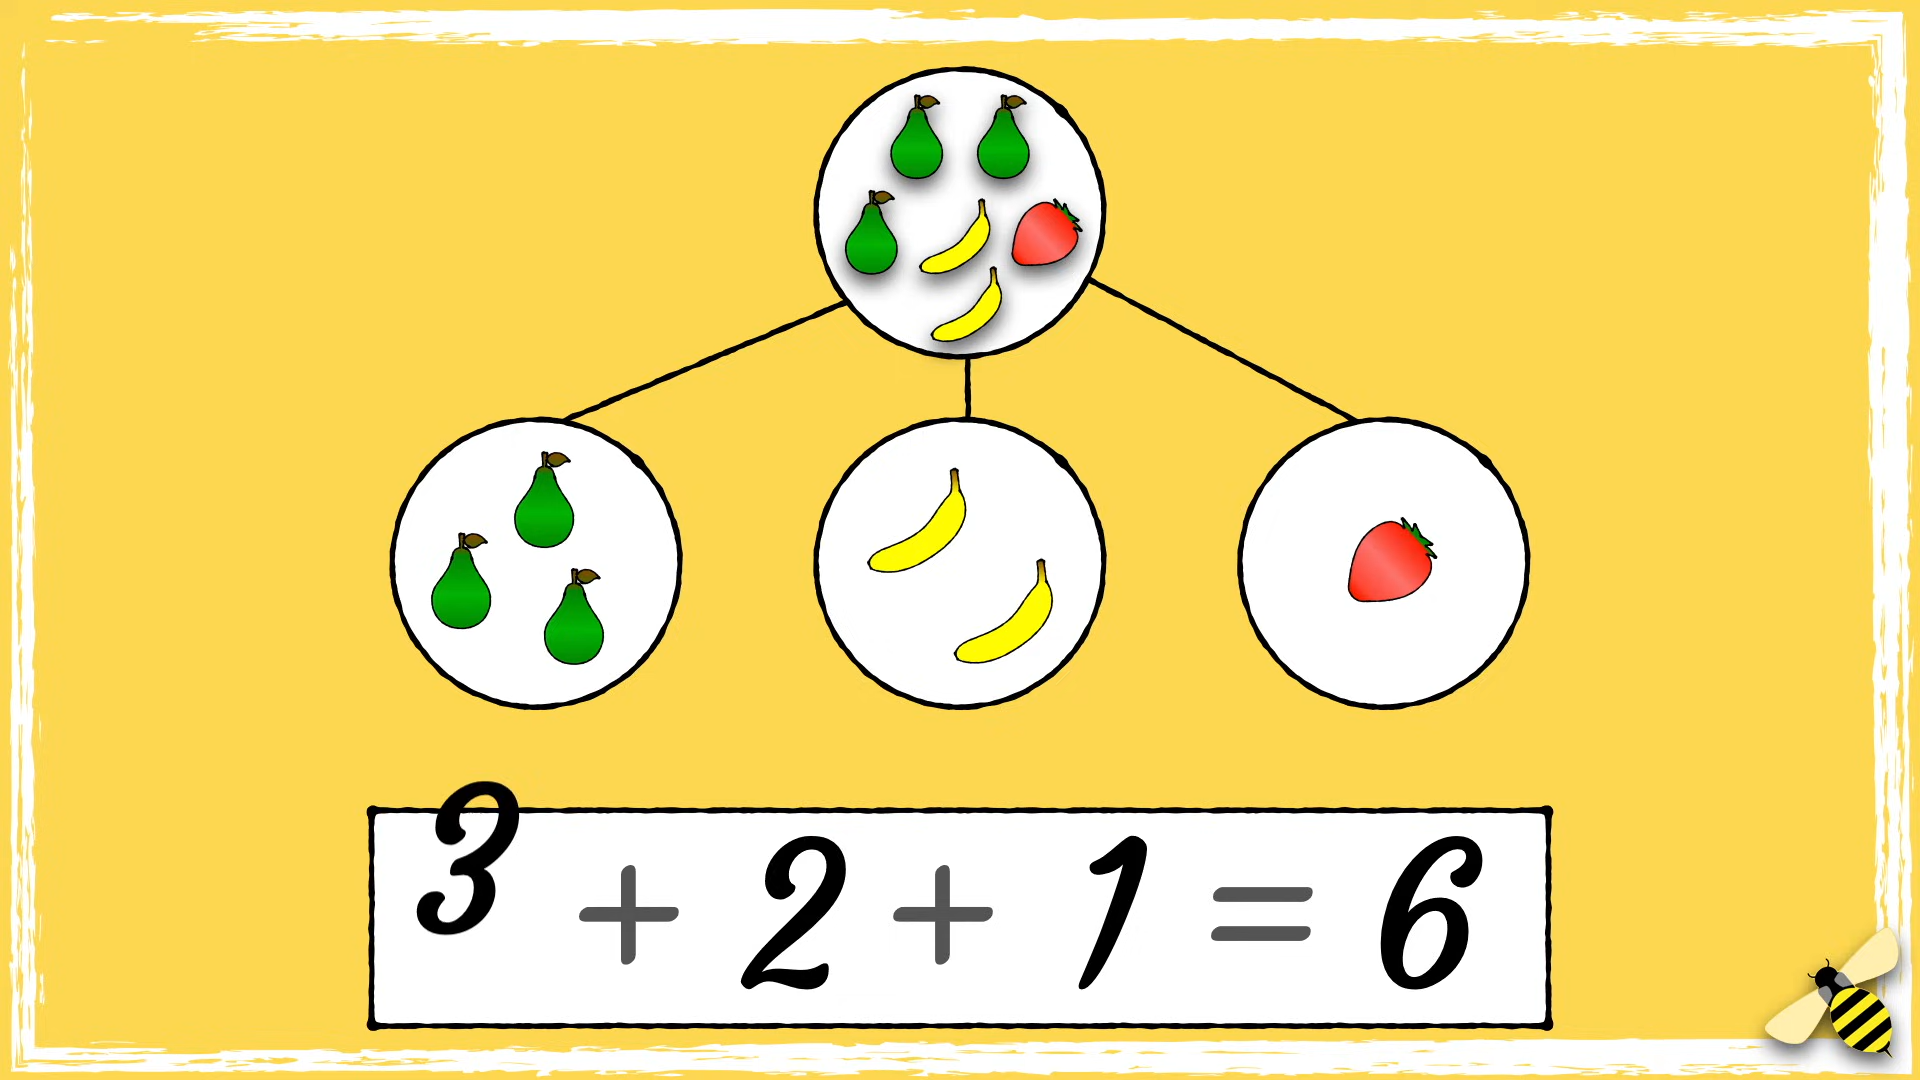 3 + 2 + 1 = 6